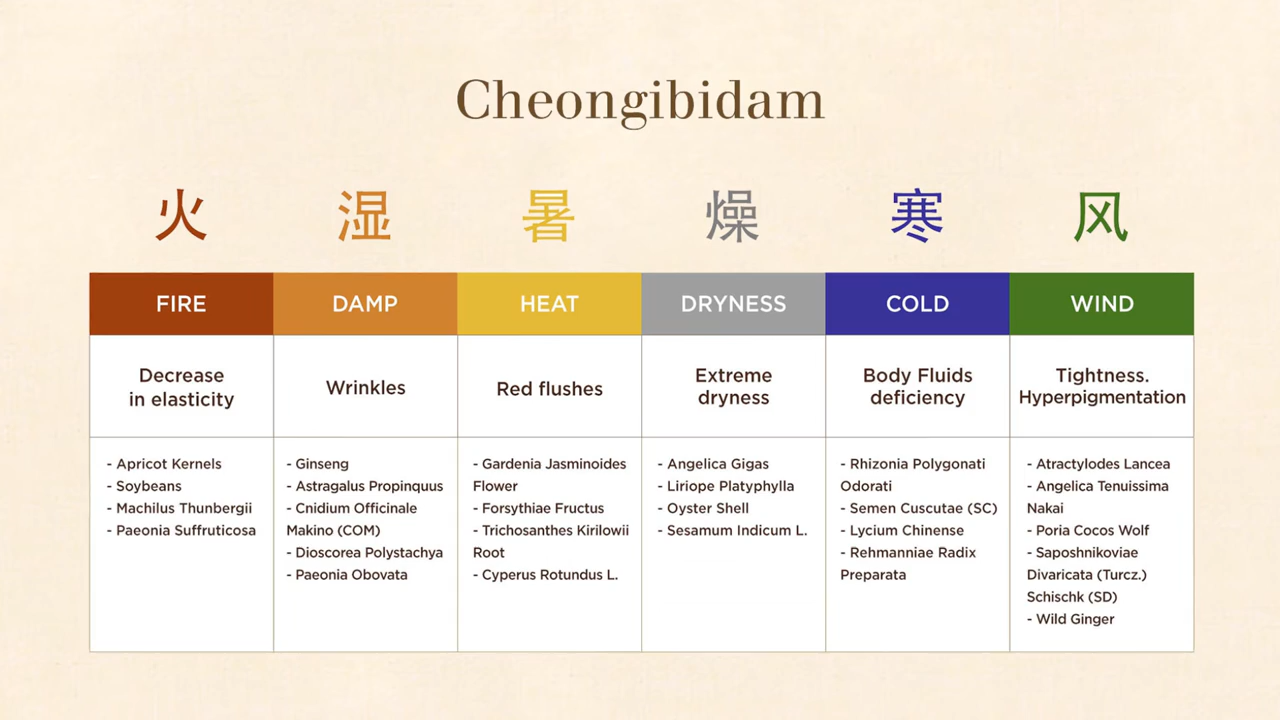 Cheongibidam
火 湿 暑 燥 寒 风
FIRE DAMP HEAT DRYNESS COLD WIND
Decrease
in elasticity
Wrinkles
Red flushes
Extreme
dryness
Body Fluids
deficiency
Tightness.
Hyperpigmentation
- Apricot Kernels
- Soybeans
- Machilus Thunbergii
- Paeonia Suffruticosa
- Ginseng
- Astragalus Propinquus
- Cnidium Officinale
Makino (COM)
- Dioscorea Polystachya
- Paeonia Obovata
- Gardenia Jasminoides
Flower
- Forsythiae Fructus
- Trichosanthes Kirilowii
Root
- Cyperus Rotundus L.
- Angelica Gigas
- Liriope Platyphylla
- Oyster Shell
- Sesamum Indicum L.
- Rhizonia Polygonati
Odorati
- Semen Cuscutae (SC)
- Lycium Chinense
- Rehmanniae Radix
Preparata
- Atractylodes Lancea
- Angelica Tenuissima
Nakai
- Poria Cocos Wolf
- Saposhnikoviae
Divaricata (Turcz.)
Schischk (SD)
- Wild Ginger